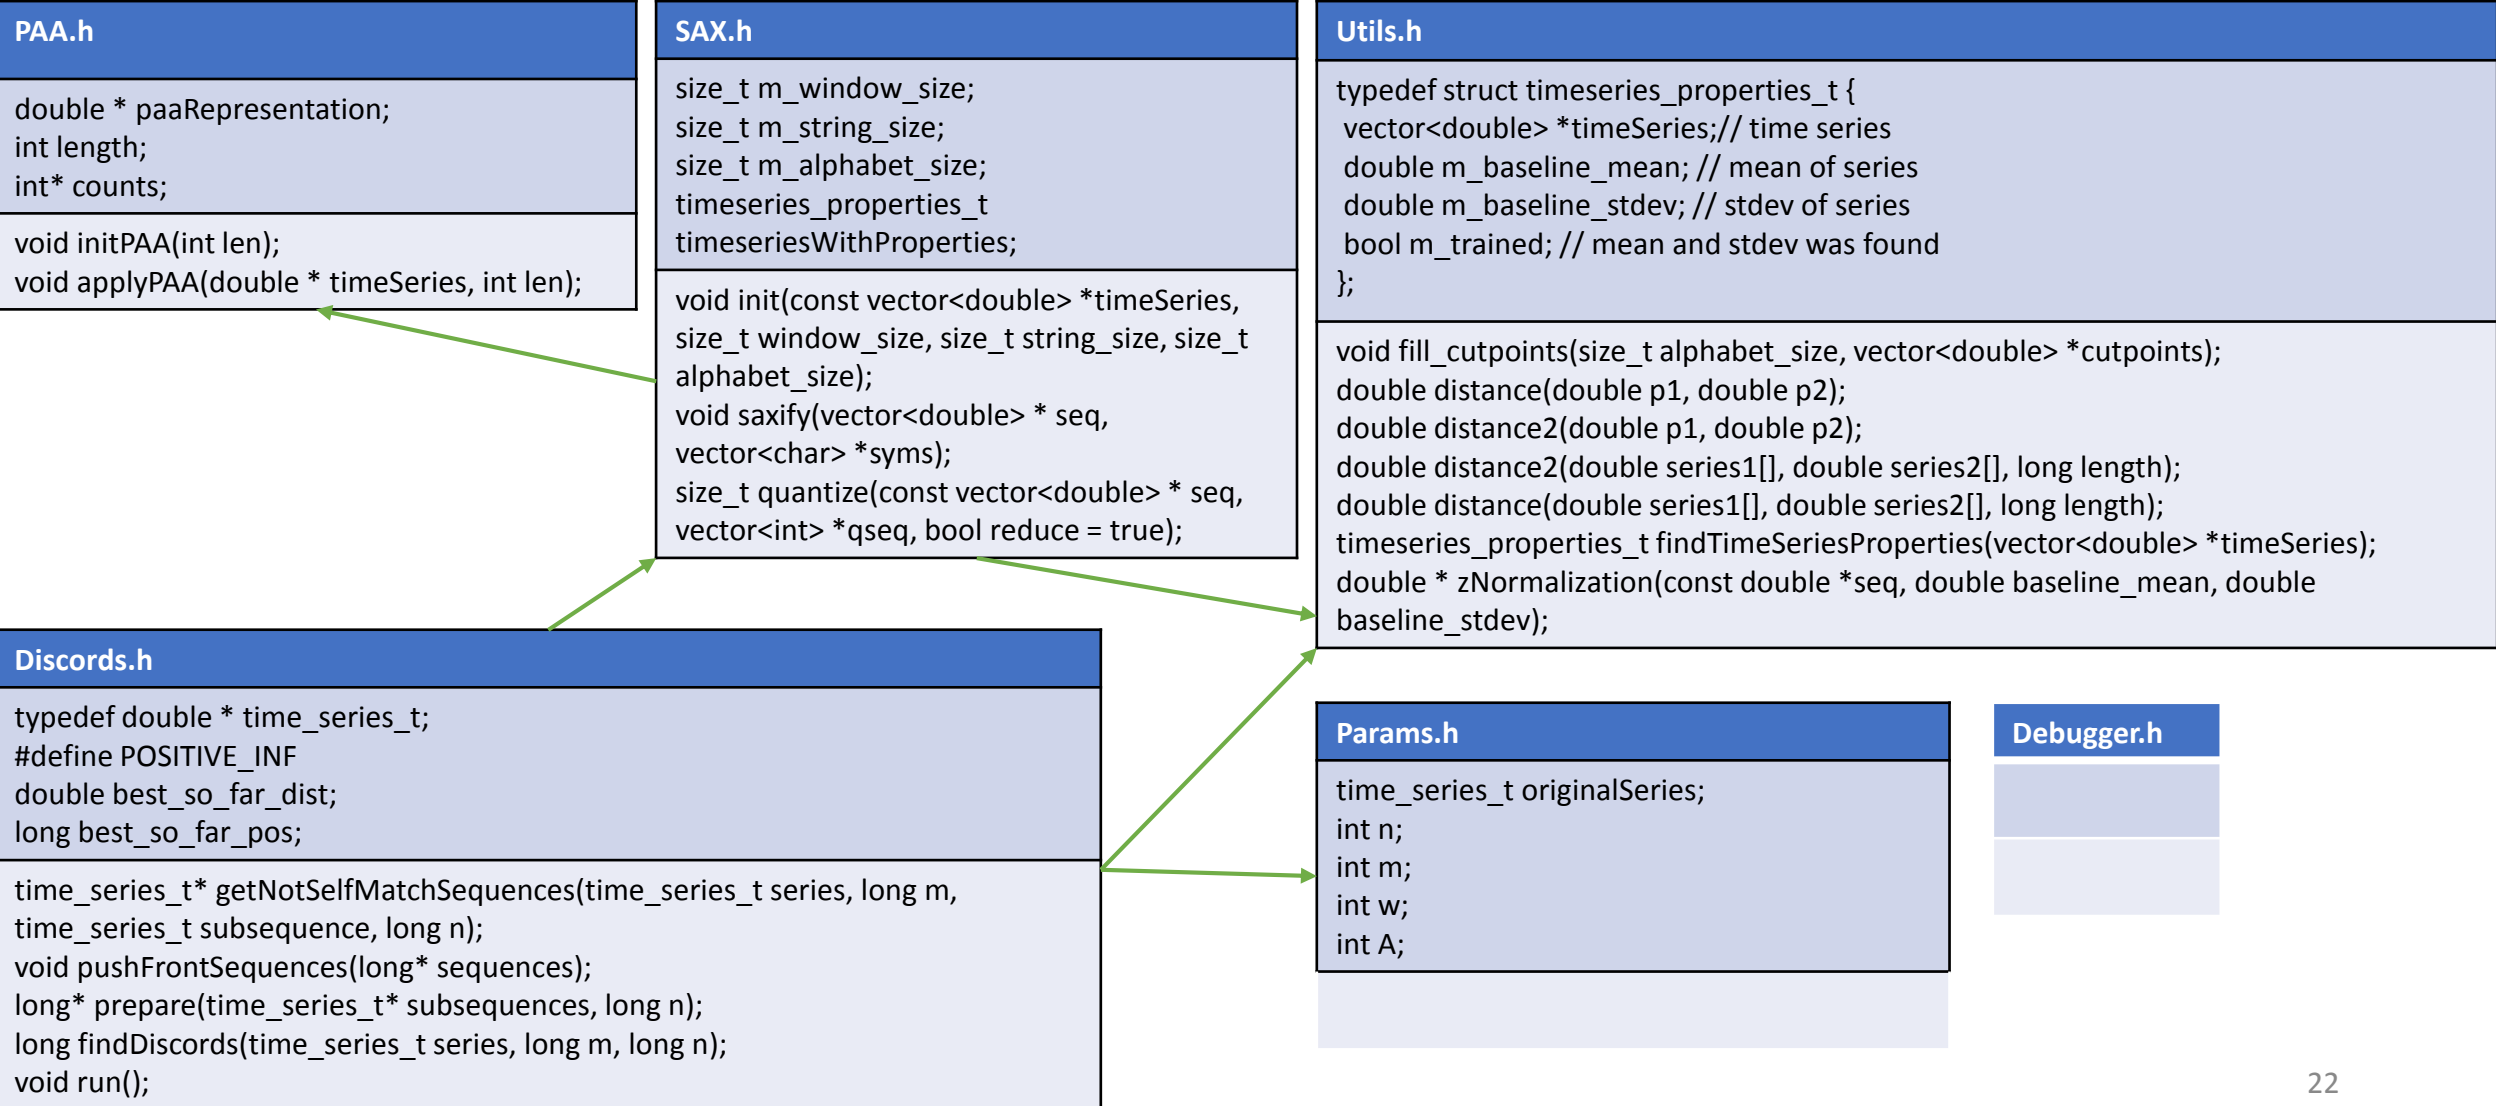 PAA.h
double * paaRepresentation;
int length;
int* counts;
void initPAA(int len);
void applyPAA(double * timeSeries, int len);
SAX.h
size_t m_window_size;
size_t m_string_size;
size_t m_alphabet_size;
timeseries_properties_t
timeseriesWithProperties;
void init(const vector<double> *timeSeries,
size_t window_size, size_t string_size, size_t
alphabet_size);
void saxify(vector<double> * seq,
vector<char> *syms);
size_t quantize(const vector<double> * seq,
vector<int> *qseq, bool reduce = true);
Utils.h
typedef struct timeseries_properties_t {
vector<double> *timeSeries;// time series
double m_baseline_mean; // mean of series
double m_baseline_stdev; // stdev of series
bool m_trained; // mean and stdev was found
};
void fill_cutpoints(size_t alphabet_size, vector<double> *cutpoints);
double distance(double p1, double p2);
double distance2(double p1, double p2);
double distance2(double series1[], double series2[], long length);
double distance(double series1[], double series2[], long length);
timeseries_properties_t findTimeSeriesProperties(vector<double> *timeSeries);
double * zNormalization(const double *seq, double baseline_mean, double
baseline_stdev);
Discords.h
typedef double * time_series_t;
#define POSITIVE_INF
double best_so_far_dist;
long best_so_far_pos;
time_series_t* getNotSelfMatchSequences(time_series_t series, long m,
time_series_t subsequence, long n);
void pushFrontSequences(long* sequences);
long* prepare(time_series_t* subsequences, long n);
long findDiscords(time_series_t series, long m, long n);
void run();
Params.h
time_series_t originalSeries;
int n;
int m;
int w;
int A;
Debugger.h
22